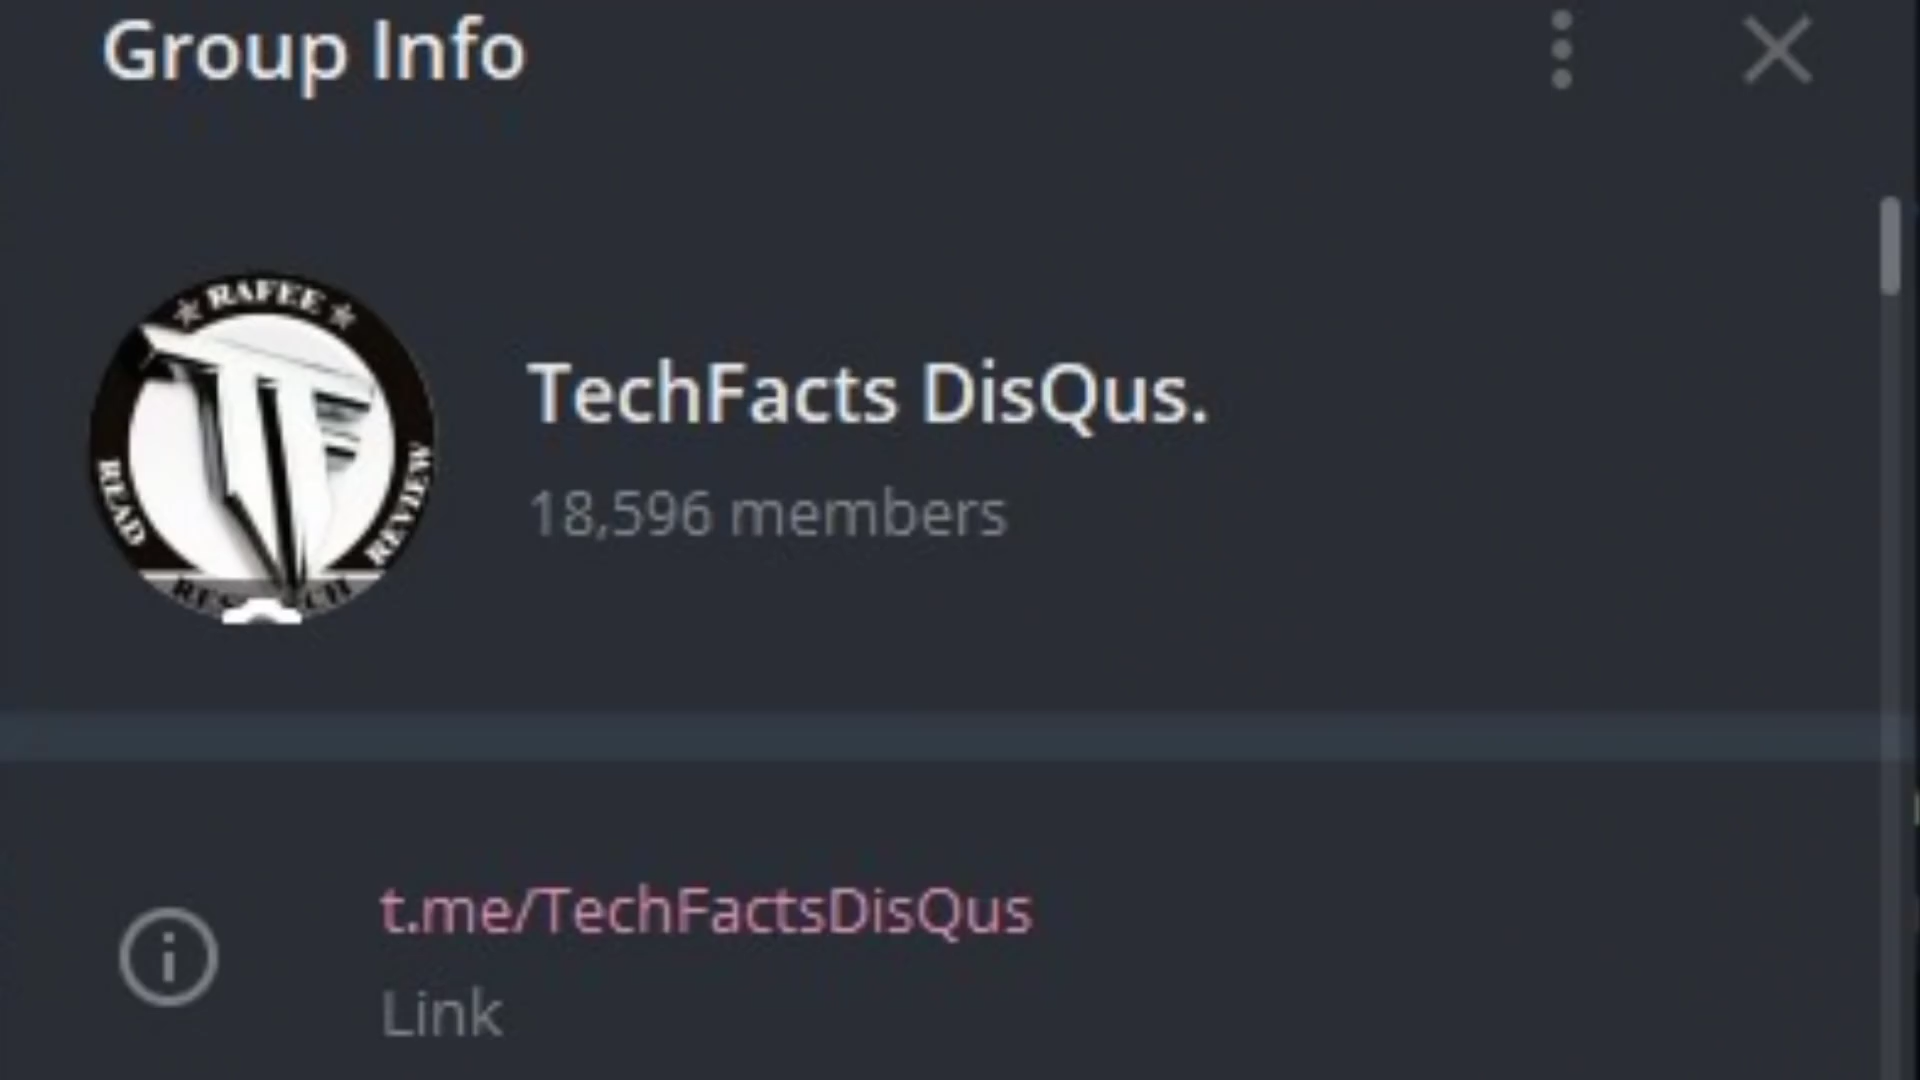 Group Info
RAFEE
READ
REVIEW
TechFacts DisQus.
18,596 members
t.me/TechFactsDisQus
Link